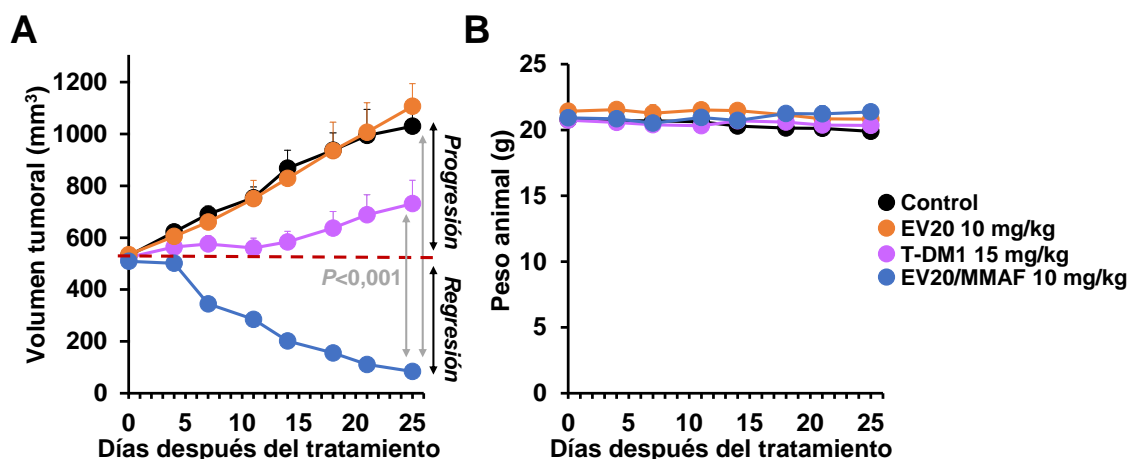 A
Volumen tumoral (mm³)
1200
1000
800
600
400
200
0
0 5 10 15 20 25
Días después del tratamiento
Progresión
Regresión
P<0,001
B
Peso animal (g)
25
20
15
10
5
0
0 5 10 15 20 25
Días después del tratamiento
Control
EV20 10 mg/kg
T-DM1 15 mg/kg
EV20/MMAF 10 mg/kg